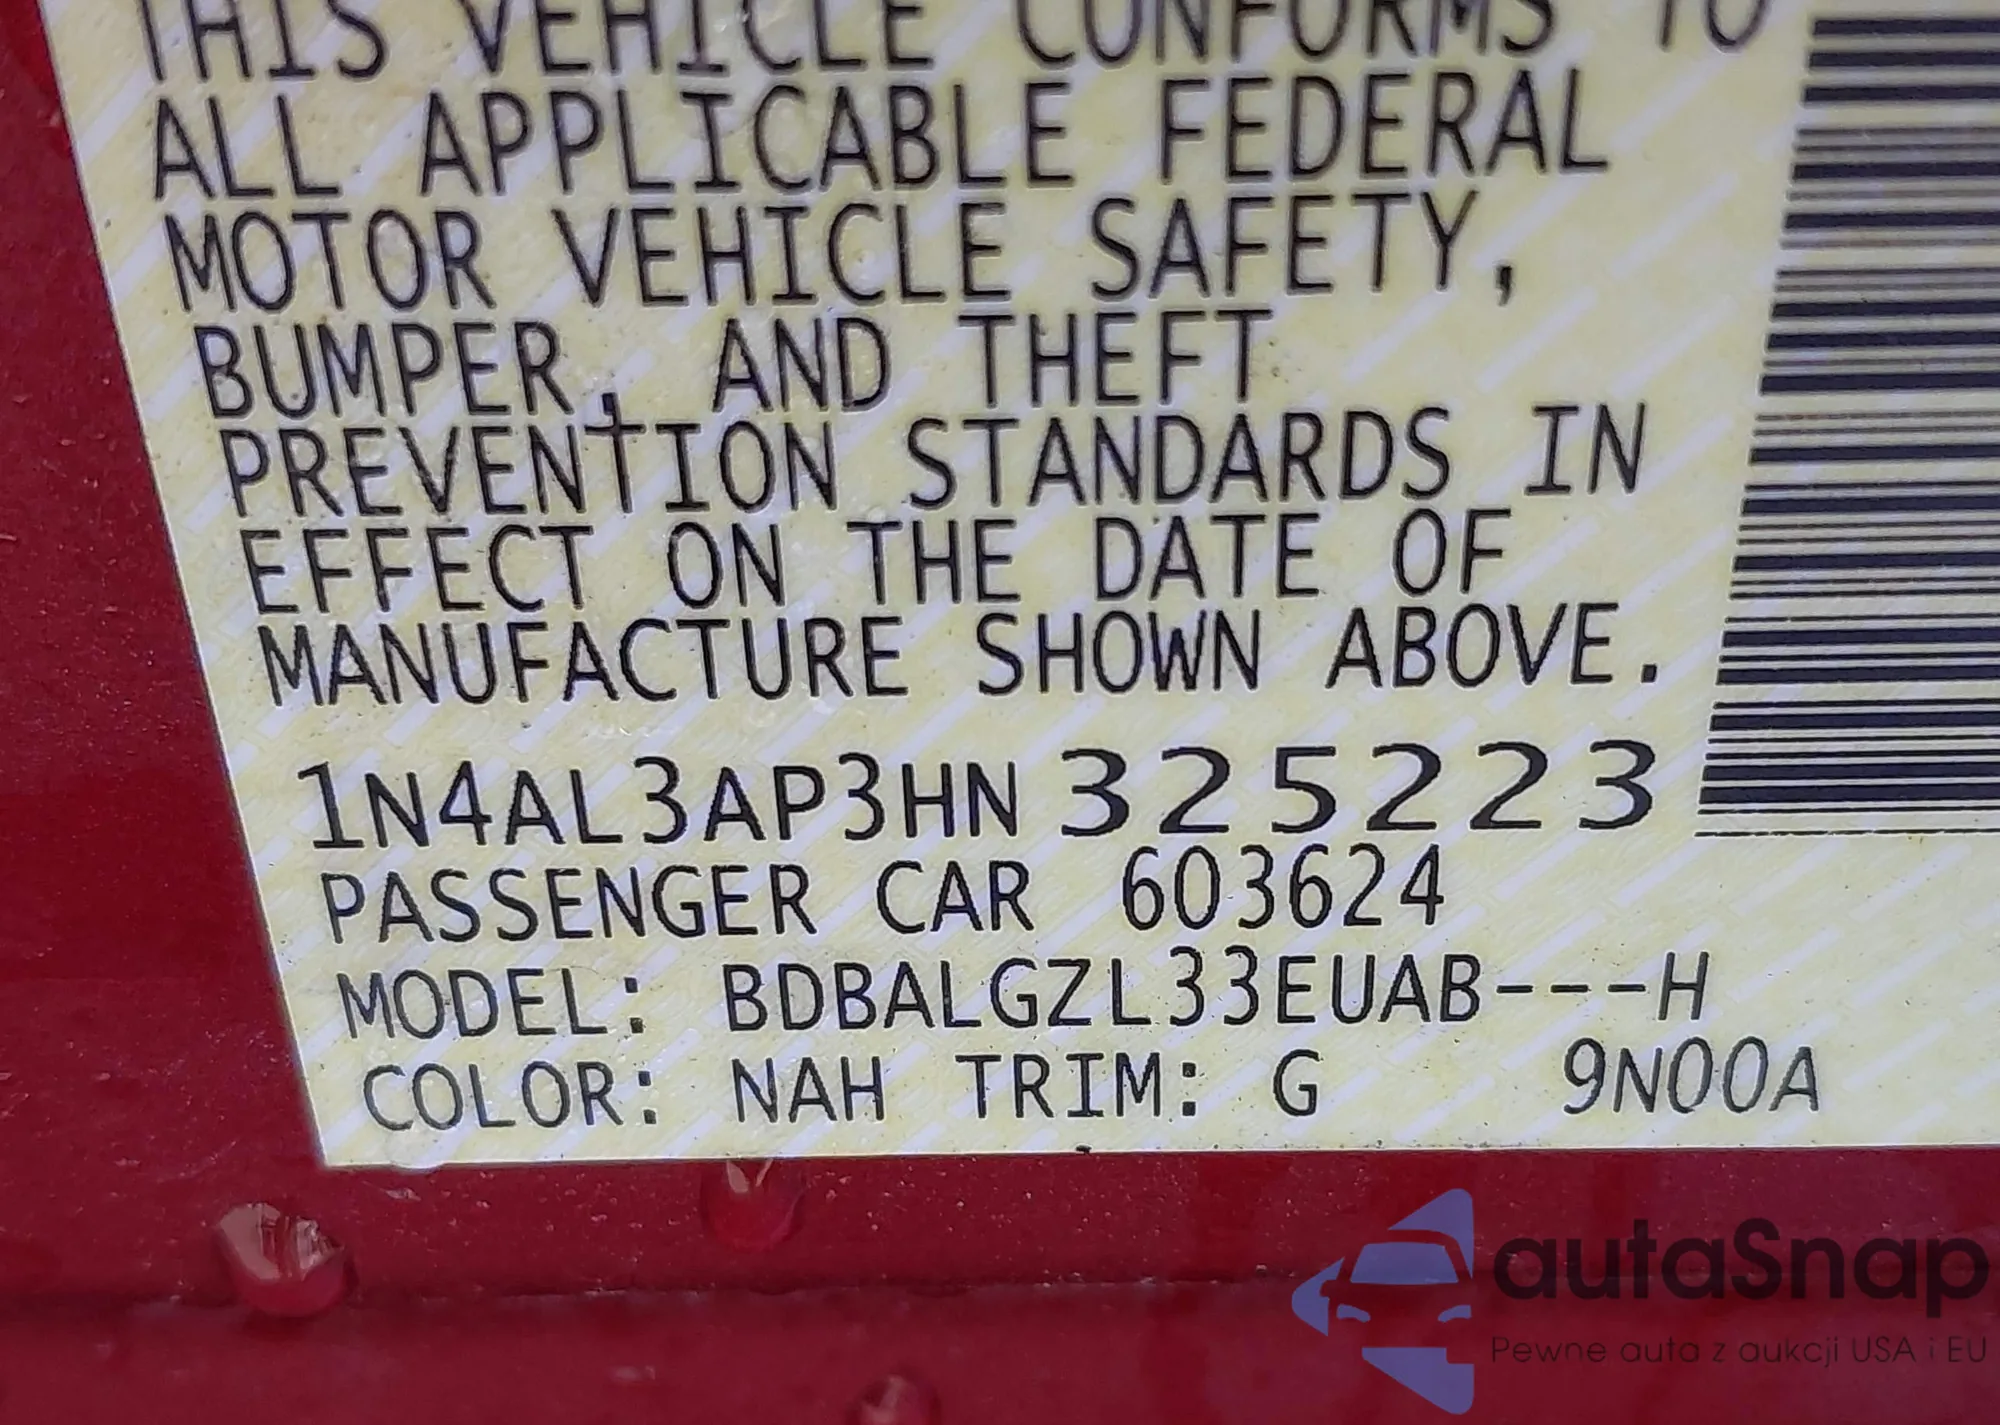 THIS VEHICLE CONFORMS TO
ALL APPLICABLE FEDERAL
MOTOR VEHICLE SAFETY,
BUMPER, AND THEFT
PREVENTION STANDARDS IN
EFFECT ON THE DATE OF
MANUFACTURE SHOWN ABOVE.
1N4AL3AP3HN325223
PASSENGER CAR 603624
MODEL: BDBALGZL33EUAB---H
COLOR: NAH TRIM: G 9N00A
autaSnap
Pewne auta z aukcji USA i EU